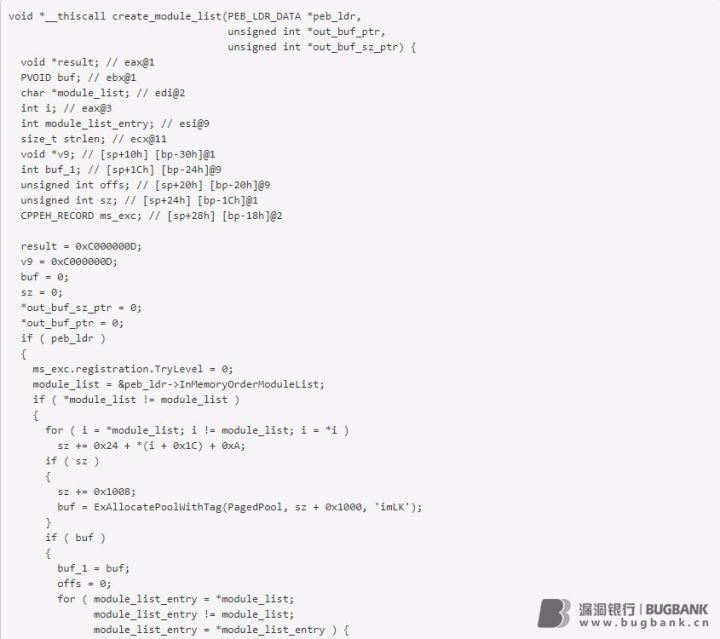 void *__thiscall create_module_list(PEB_LDR_DATA *peb_ldr,
                                    unsigned int *out_buf_ptr,
                                    unsigned int *out_buf_sz_ptr) {
  void *result; // eax@1
  PVOID buf; // ebx@1
  char *module_list; // edi@2
  int i; // eax@3
  int module_list_entry; // esi@9
  size_t strlen; // ecx@11
  void *v9; // [sp+10h] [bp-30h]@1
  int buf_1; // [sp+1Ch] [bp-24h]@9
  unsigned int offs; // [sp+20h] [bp-20h]@9
  unsigned int sz; // [sp+24h] [bp-1Ch]@1
  CPPEH_RECORD ms_exc; // [sp+28h] [bp-18h]@2

  result = 0xC000000D;
  v9 = 0xC000000D;
  buf = 0;
  sz = 0;
  *out_buf_sz_ptr = 0;
  *out_buf_ptr = 0;
  if ( peb_ldr )
  {
    ms_exc.registration.TryLevel = 0;
    module_list = &peb_ldr->InMemoryOrderModuleList;
    if ( *module_list != module_list )
    {
      for ( i = *module_list; i != module_list; i = *i )
        sz += 0x24 + *(i + 0x1C) + 0xA;
      if ( sz )
      {
        sz += 0x1008;
        buf = ExAllocatePoolWithTag(PagedPool, sz + 0x1000, 'imLK');
      }
      if ( buf )
      {
        buf_1 = buf;
        offs = 0;
        for ( module_list_entry = *module_list;
              module_list_entry != module_list;
              module_list_entry = *module_list_entry ) {
漏洞银行 | BUGBANK
www.bugbank.cn